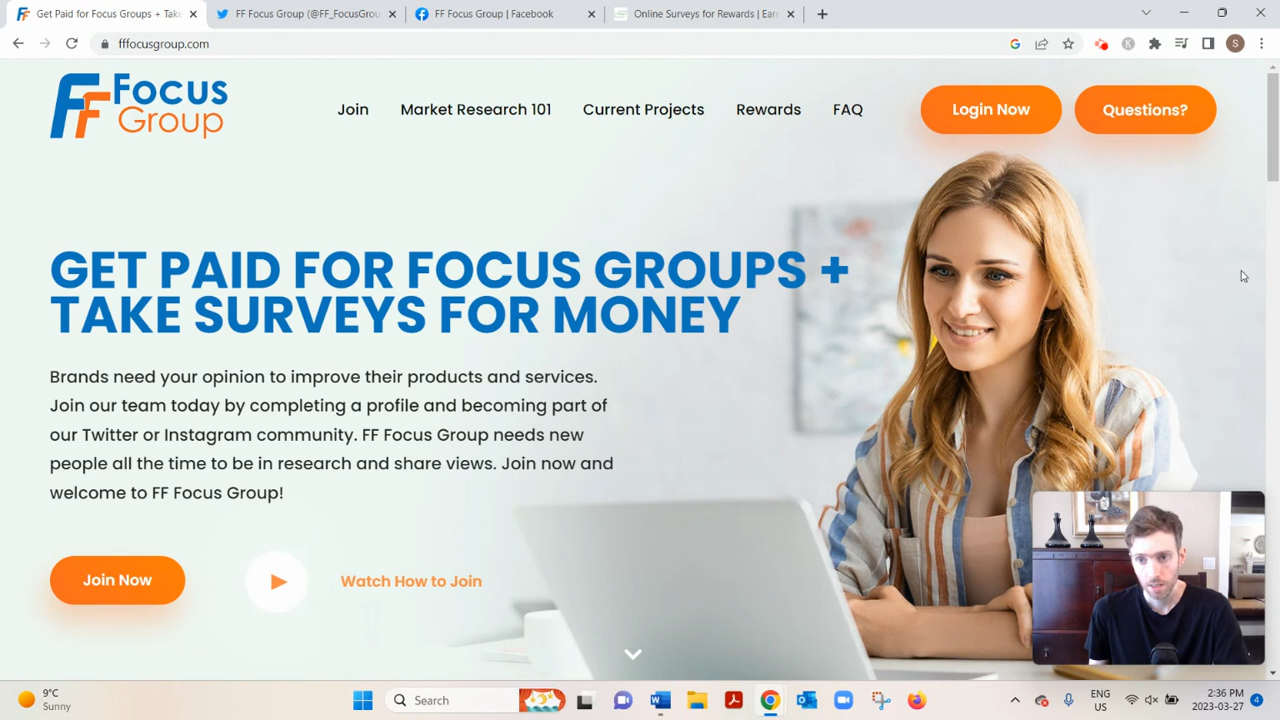 Get Paid for Focus Groups + Take
FF Focus Group (@FF_FocusGrou
FF Focus Group | Facebook
Online Surveys for Rewards | Earn
fffocusgroup.com
S
FF Focus
Group
Join
Market Research 101
Current Projects
Rewards
FAQ
Login Now
Questions?
GET PAID FOR FOCUS GROUPS +
TAKE SURVEYS FOR MONEY
Brands need your opinion to improve their products and services.
Join our team today by completing a profile and becoming part of
our Twitter or Instagram community. FF Focus Group needs new
people all the time to be in research and share views. Join now and
welcome to FF Focus Group!
Join Now
Watch How to Join
9°C
Sunny
Search
ENG
US
2:36 PM
2023-03-27
4